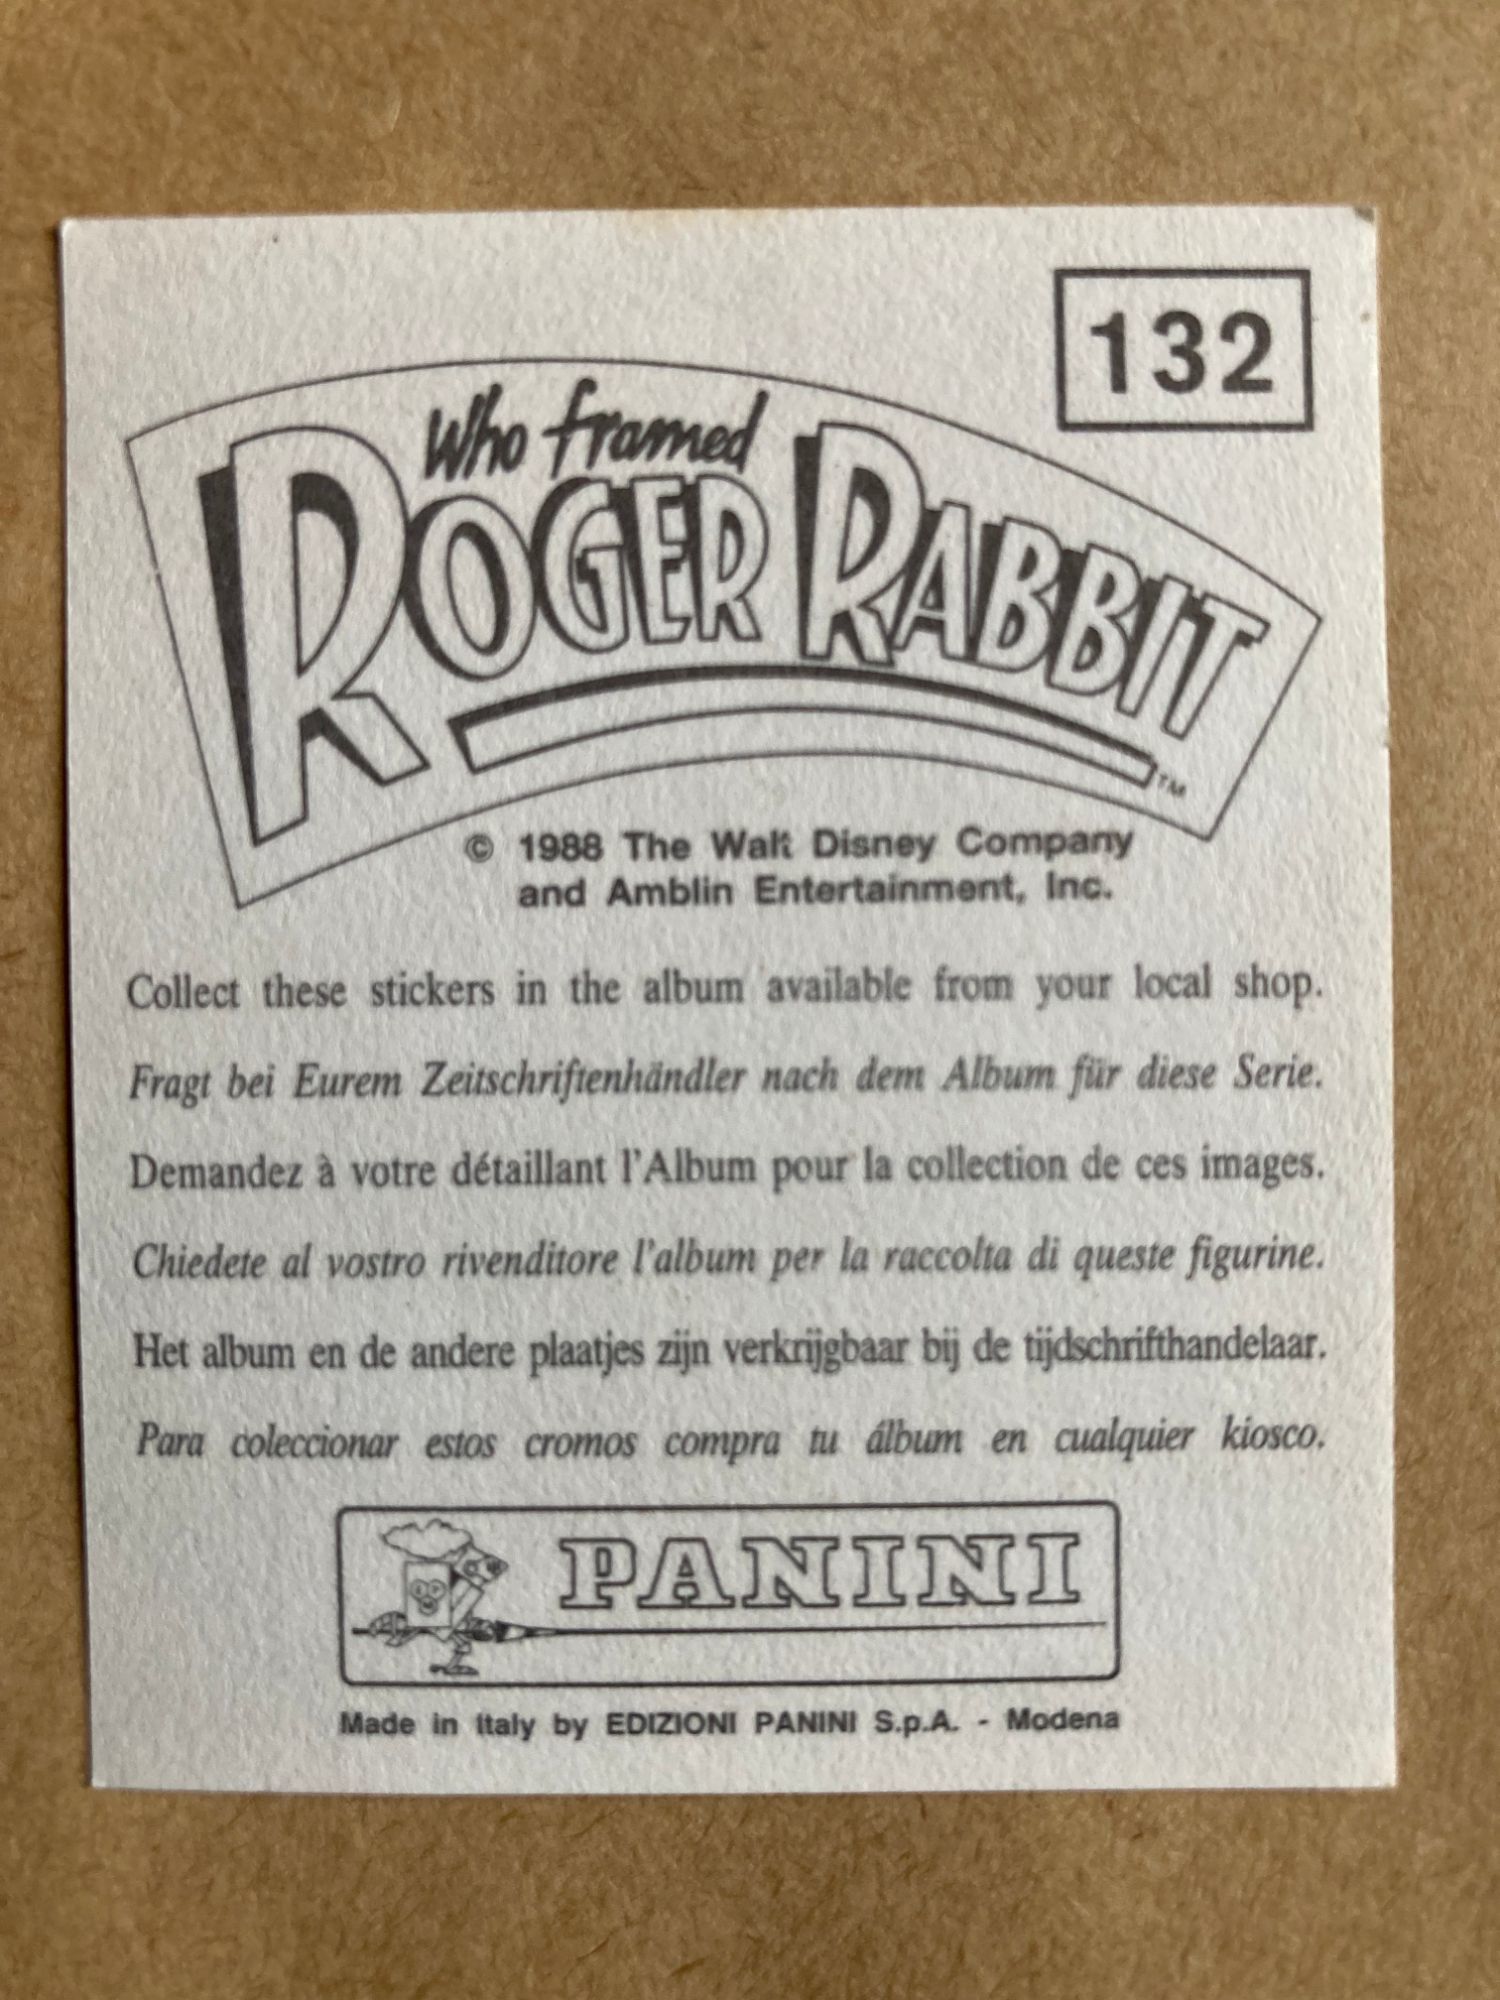 132
Who framed
ROGER RABBIT
TM
© 1988 The Walt Disney Company
and Amblin Entertainment, Inc.
Collect these stickers in the album available from your local shop.
Fragt bei Eurem Zeitschriftenhändler nach dem Album für diese Serie.
Demandez à votre détaillant l'Album pour la collection de ces images.
Chiedete al vostro rivenditore l'album per la raccolta di queste figurine.
Het album en de andere plaatjes zijn verkrijgbaar bij de tijdschrifthandelaar.
Para coleccionar estos cromos compra tu álbum en cualquier kiosco.
PANINI
Made in Italy by EDIZIONI PANINI S.p.A. - Modena